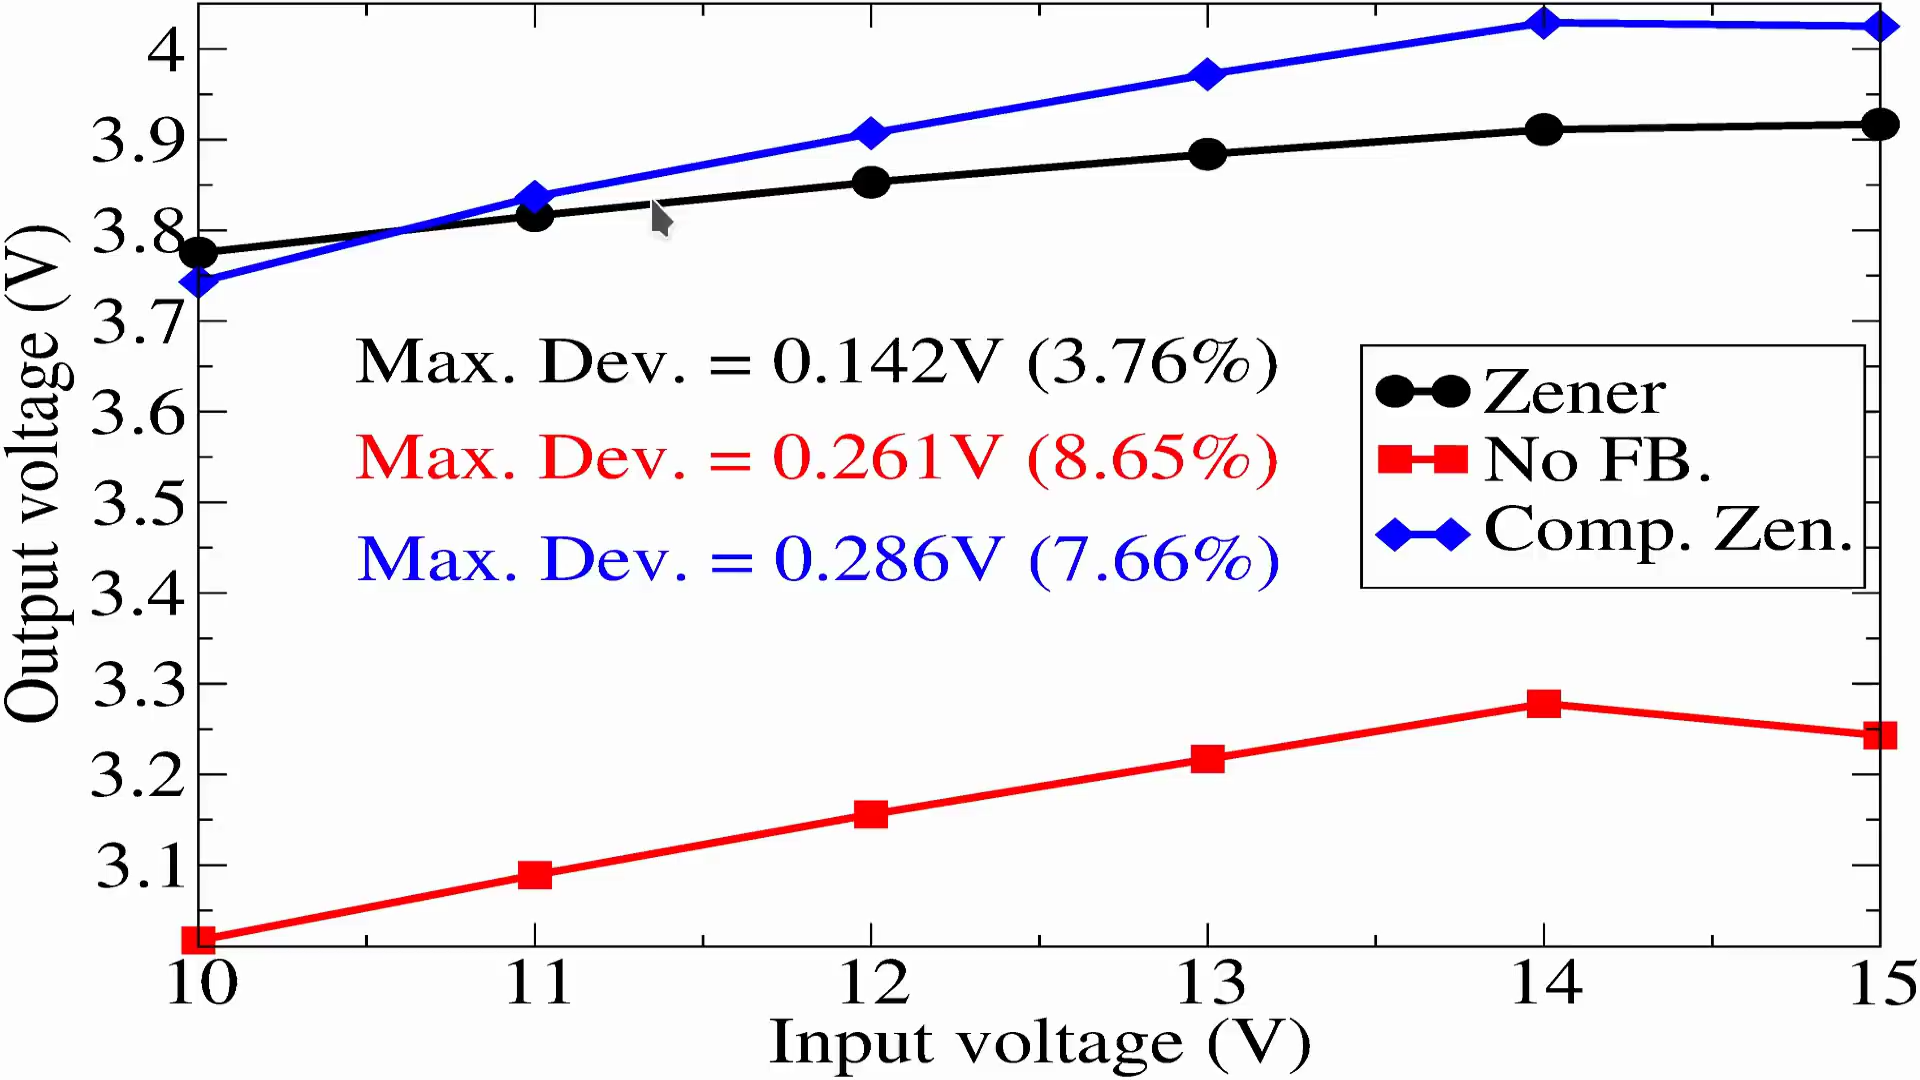 4
3.9
3.8
3.7
3.6
3.5
3.4
3.3
3.2
3.1
Output voltage (V)
Max. Dev. = 0.142V (3.76%)
Max. Dev. = 0.261V (8.65%)
Max. Dev. = 0.286V (7.66%)
Zener
No FB.
Comp. Zen.
10 11 12 13 14 15
Input voltage (V)